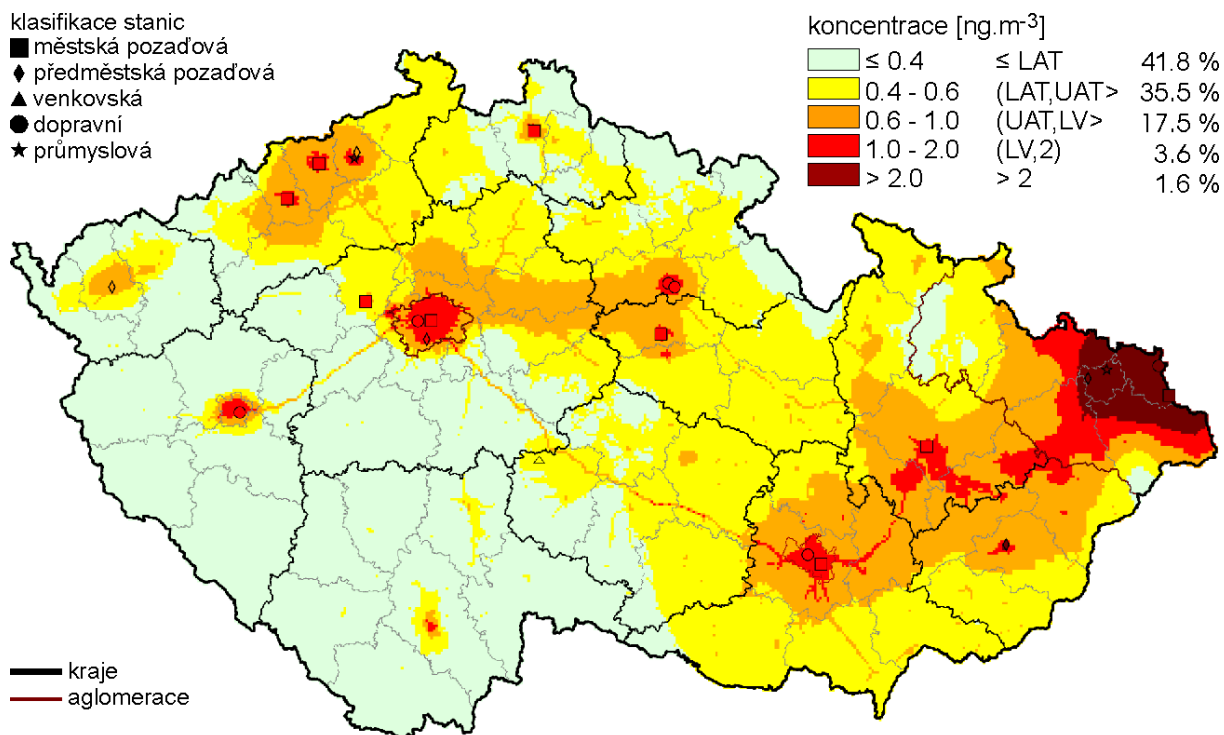 klasifikace stanic
městská pozaďová
předměstská pozaďová
venkovská
dopravní
průmyslová
koncentrace [ng.m-3]
≤ 0.4 ≤ LAT 41.8 %
0.4 - 0.6 (LAT,UAT> 35.5 %
0.6 - 1.0 (UAT,LV> 17.5 %
1.0 - 2.0 (LV,2) 3.6 %
> 2.0 > 2 1.6 %
kraje
aglomerace